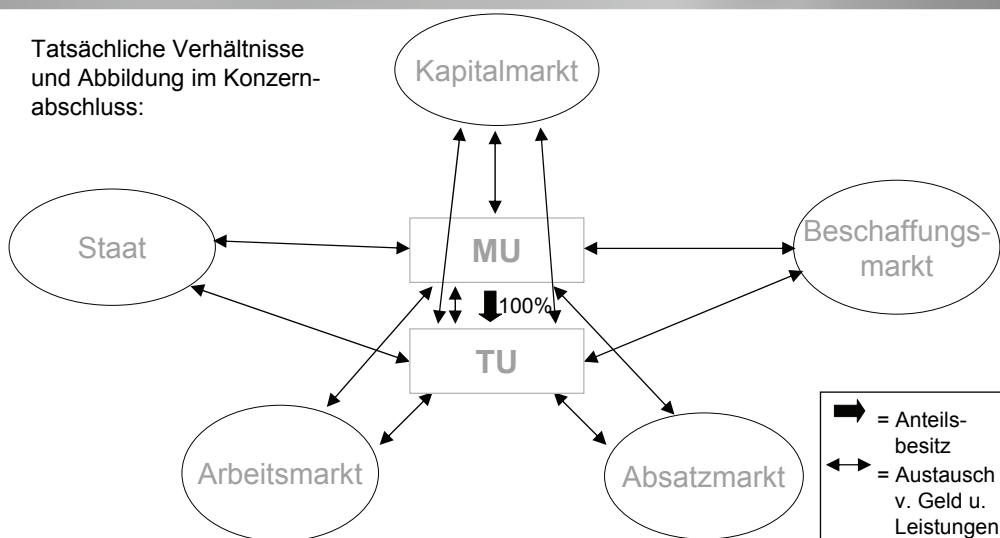 Tatsächliche Verhältnisse
und Abbildung im Konzern-
abschluss:
Kapitalmarkt
Staat
MU
Beschaffungs-
markt
100%
TU
Arbeitsmarkt
Absatzmarkt
= Anteils-
besitz
= Austausch
v. Geld u.
Leistungen